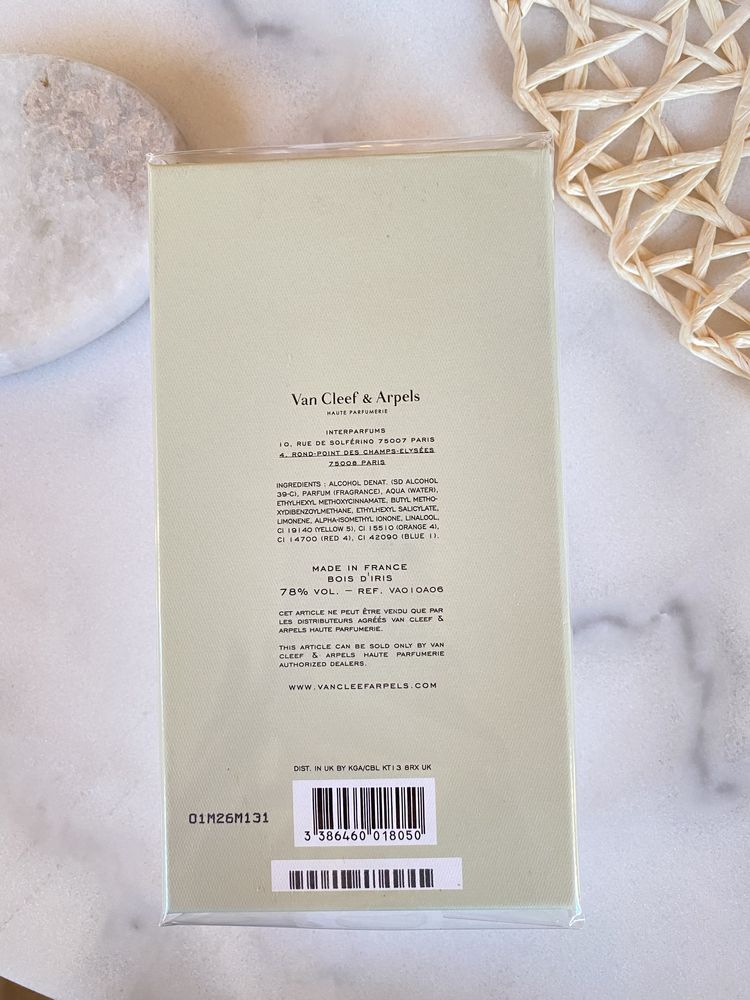 Van Cleef & Arpels
HAUTE PARFUMERIE
INTERPARFUMS
10, RUE DE SOLFÉRINO 75007 PARIS
4, ROND-POINT DES CHAMPS-ELYSÉES
75008 PARIS
INGREDIENTS : ALCOHOL DENAT. (SD ALCOHOL
39-C), PARFUM (FRAGRANCE), AQUA (WATER),
ETHYLHEXYL METHOXYCINNAMATE, BUTYL METHO-
XYDIBENZOYLMETHANE, ETHYLHEXYL SALICYLATE,
LIMONENE, ALPHA-ISOMETHYL IONONE, LINALOOL,
CI 19140 (YELLOW 5), CI 15510 (ORANGE 4),
CI 14700 (RED 4), CI 42090 (BLUE 1).
MADE IN FRANCE
BOIS D'IRIS
78% VOL. – REF. VA010A06
CET ARTICLE NE PEUT ÊTRE VENDU QUE PAR
LES DISTRIBUTEURS AGRÉÉS VAN CLEEF &
ARPELS HAUTE PARFUMERIE.
THIS ARTICLE CAN BE SOLD ONLY BY VAN
CLEEF & ARPELS HAUTE PARFUMERIE
AUTHORIZED DEALERS.
WWW.VANCLEEFARPELS.COM
DIST. IN UK BY KGA/CBL KT13 8RX UK
01M26M131
3 386460 018050